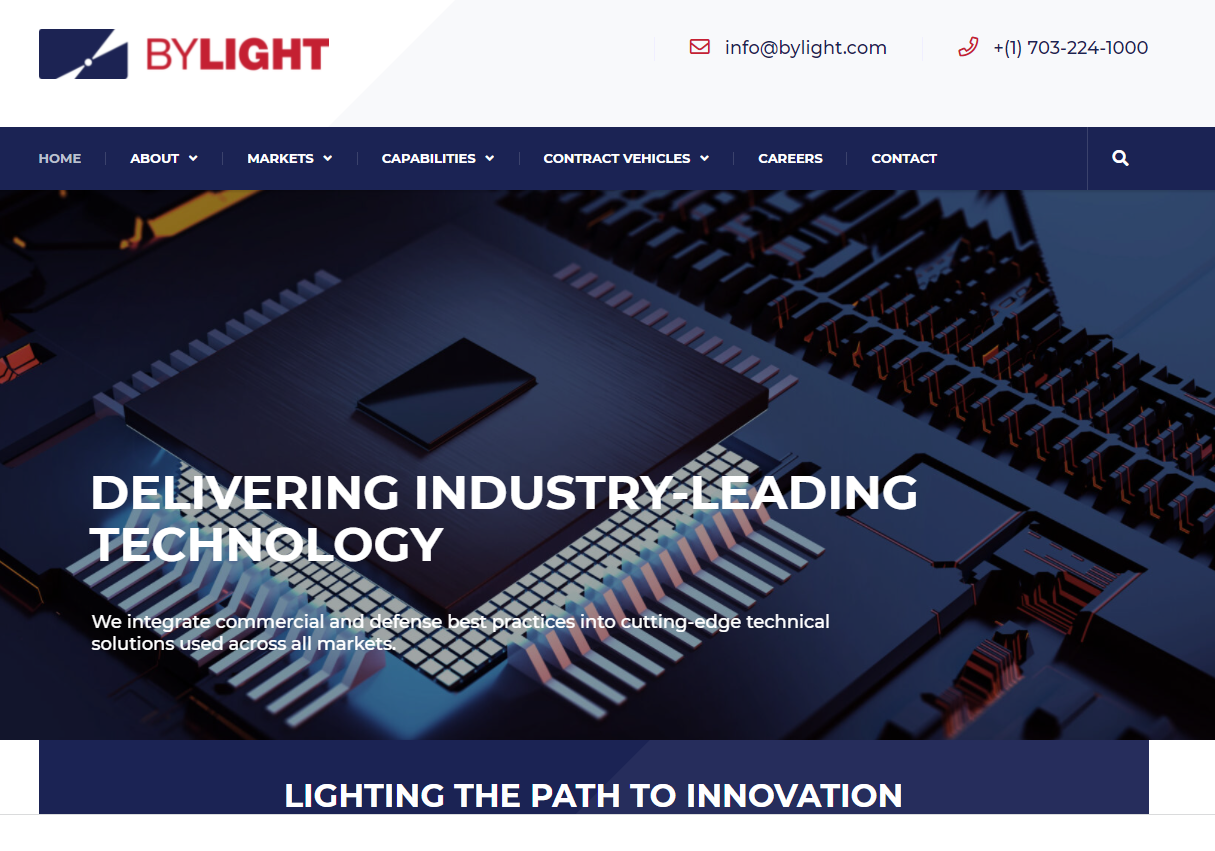 BYLIGHT
info@bylight.com
+(1) 703-224-1000
HOME
ABOUT
MARKETS
CAPABILITIES
CONTRACT VEHICLES
CAREERS
CONTACT
DELIVERING INDUSTRY-LEADING
TECHNOLOGY
We integrate commercial and defense best practices into cutting-edge technical
solutions used across all markets.
LIGHTING THE PATH TO INNOVATION